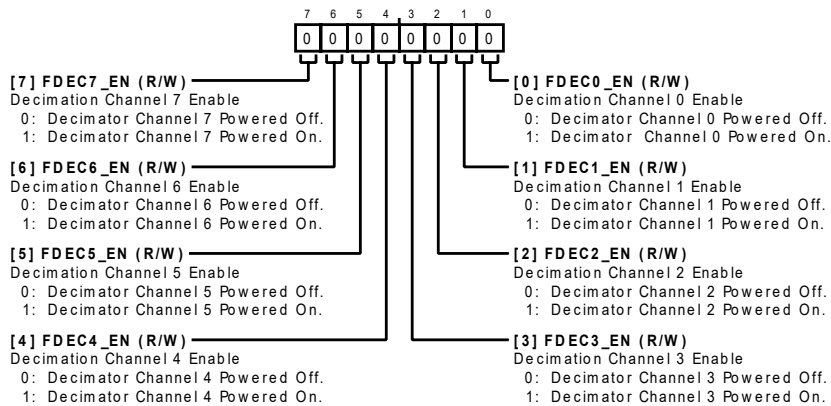 7 6 5 4 3 2 1 0
0 0 0 0 0 0 0 0
[7] FDEC7_EN (R/W)
Decimation Channel 7 Enable
0: Decimator Channel 7 Powered Off.
1: Decimator Channel 7 Powered On.
[6] FDEC6_EN (R/W)
Decimation Channel 6 Enable
0: Decimator Channel 6 Powered Off.
1: Decimator Channel 6 Powered On.
[5] FDEC5_EN (R/W)
Decimation Channel 5 Enable
0: Decimator Channel 5 Powered Off.
1: Decimator Channel 5 Powered On.
[4] FDEC4_EN (R/W)
Decimation Channel 4 Enable
0: Decimator Channel 4 Powered Off.
1: Decimator Channel 4 Powered On.
[0] FDEC0_EN (R/W)
Decimation Channel 0 Enable
0: Decimator Channel 0 Powered Off.
1: Decimator Channel 0 Powered On.
[1] FDEC1_EN (R/W)
Decimation Channel 1 Enable
0: Decimator Channel 1 Powered Off.
1: Decimator Channel 1 Powered On.
[2] FDEC2_EN (R/W)
Decimation Channel 2 Enable
0: Decimator Channel 2 Powered Off.
1: Decimator Channel 2 Powered On.
[3] FDEC3_EN (R/W)
Decimation Channel 3 Enable
0: Decimator Channel 3 Powered Off.
1: Decimator Channel 3 Powered On.